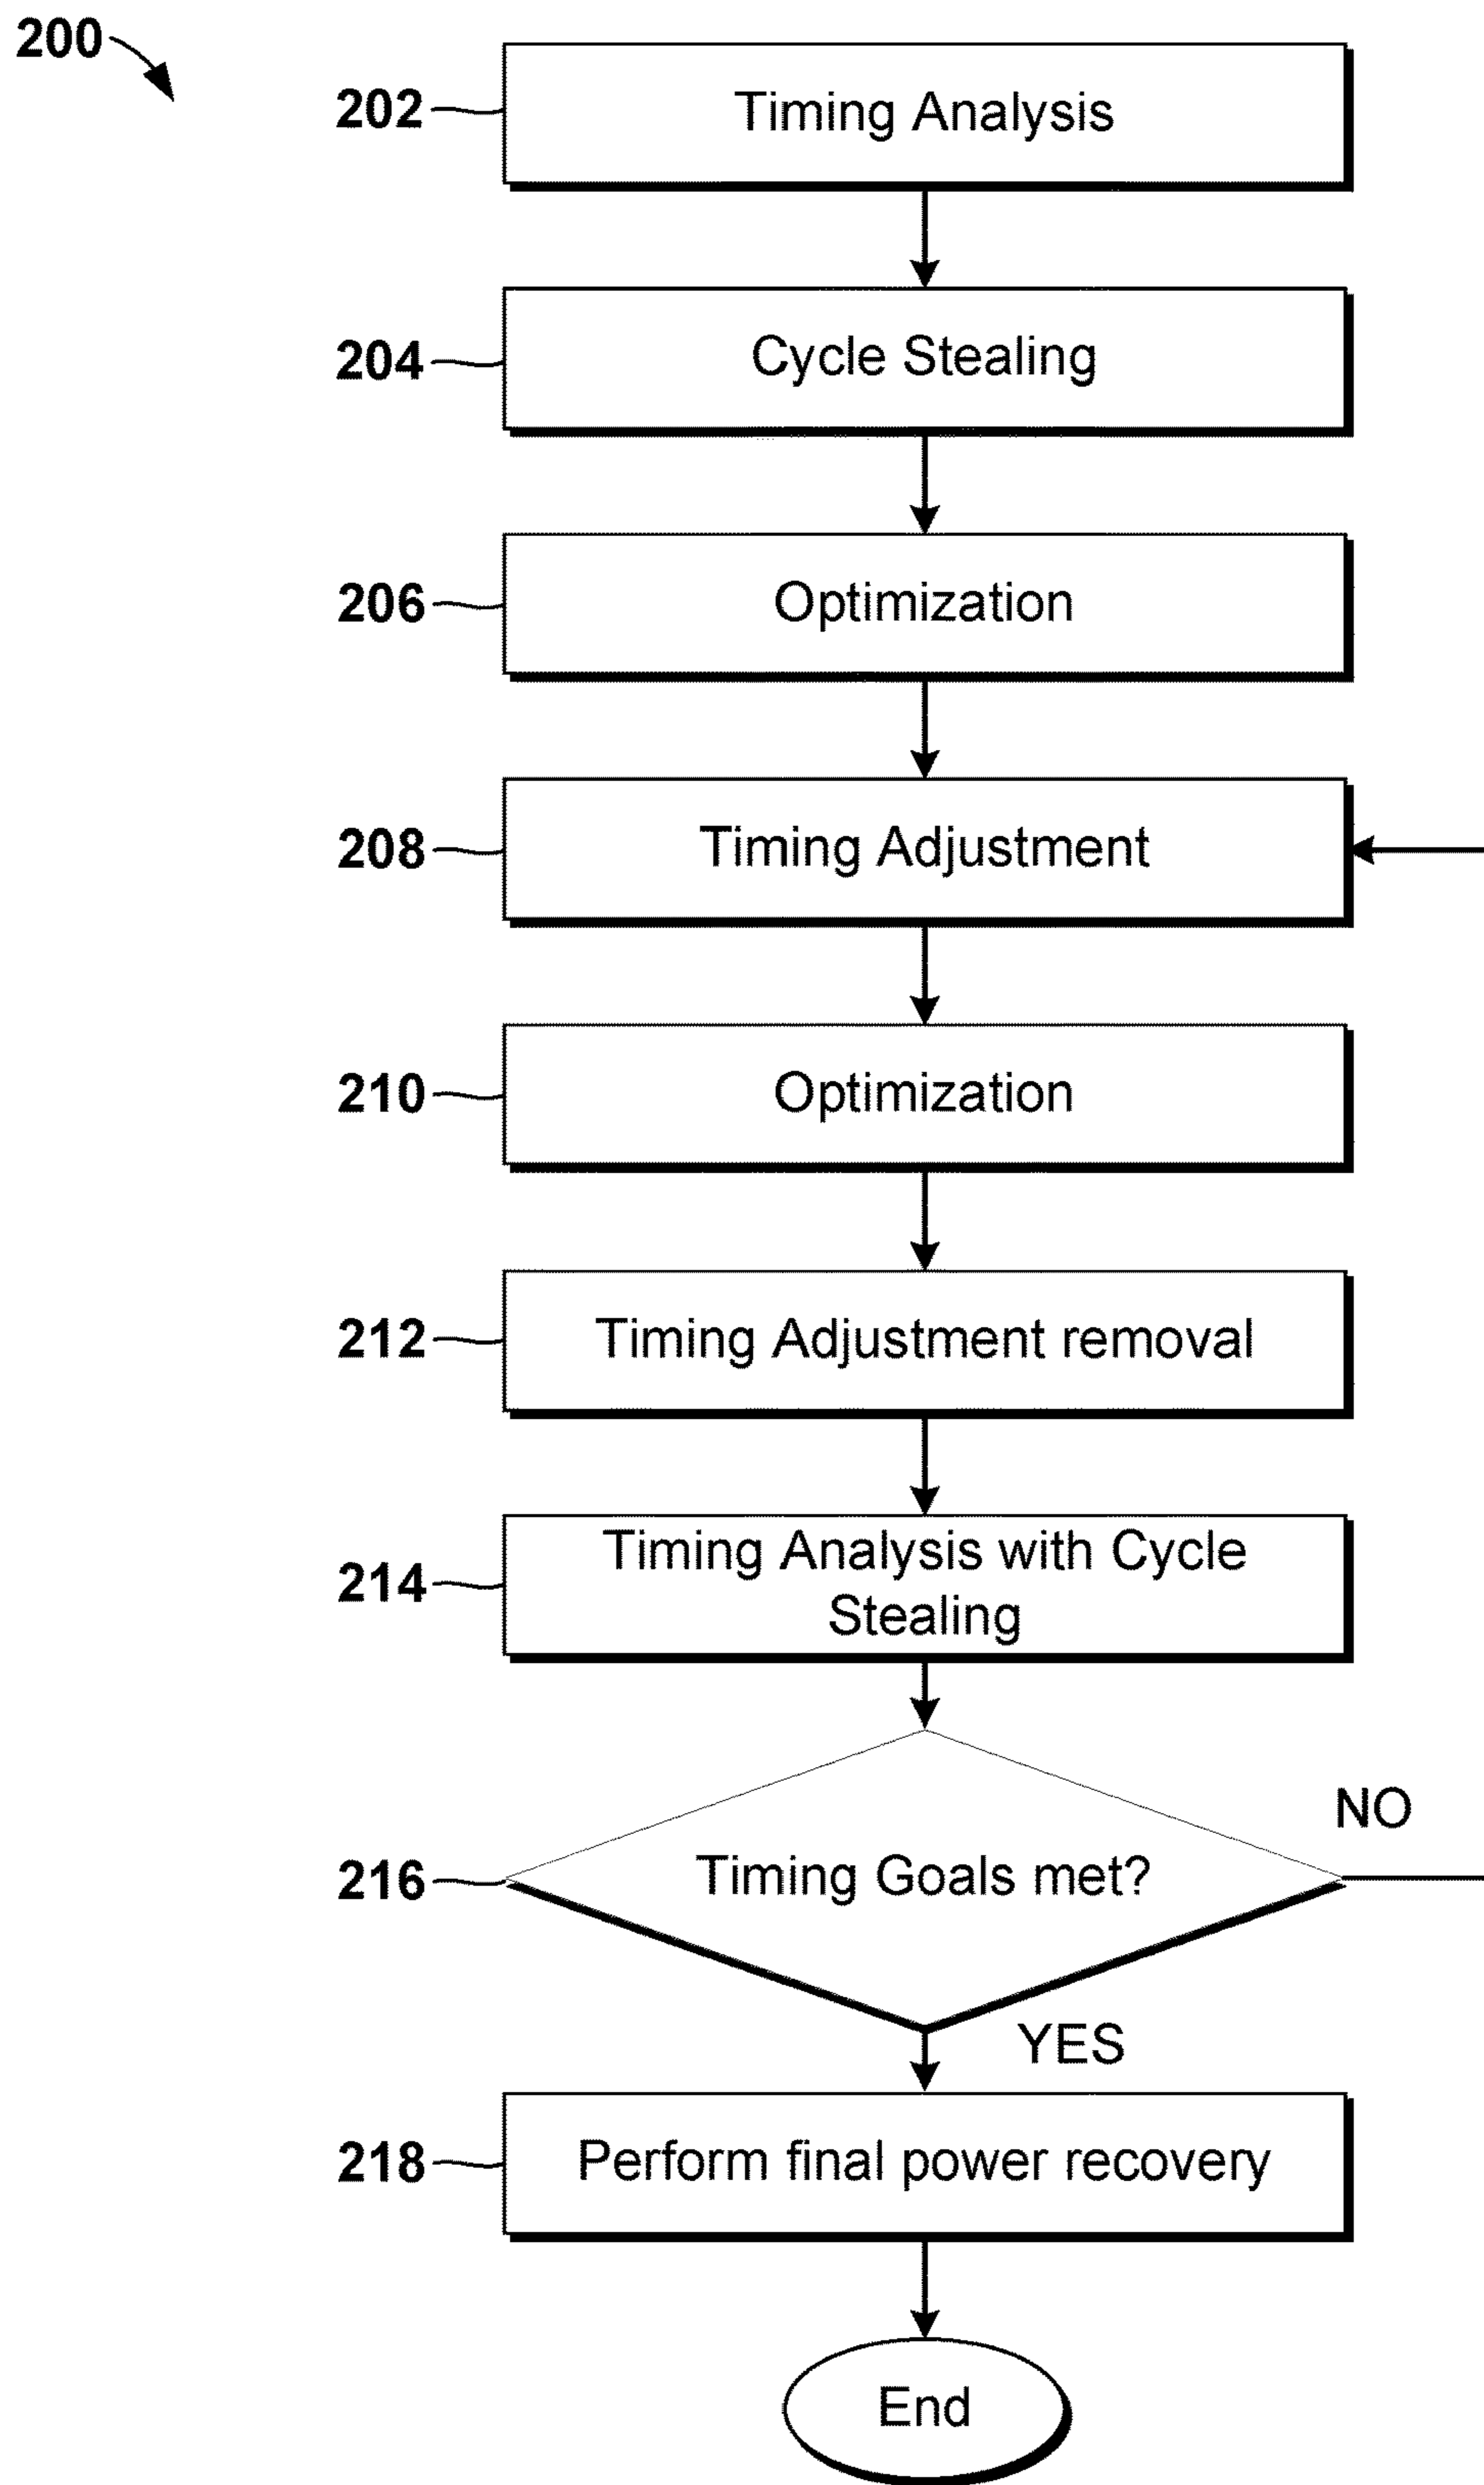 200
202
Timing Analysis
204
Cycle Stealing
206
Optimization
208
Timing Adjustment
210
Optimization
212
Timing Adjustment removal
214
Timing Analysis with Cycle
Stealing
NO
216
Timing Goals met?
YES
218
Perform final power recovery
End